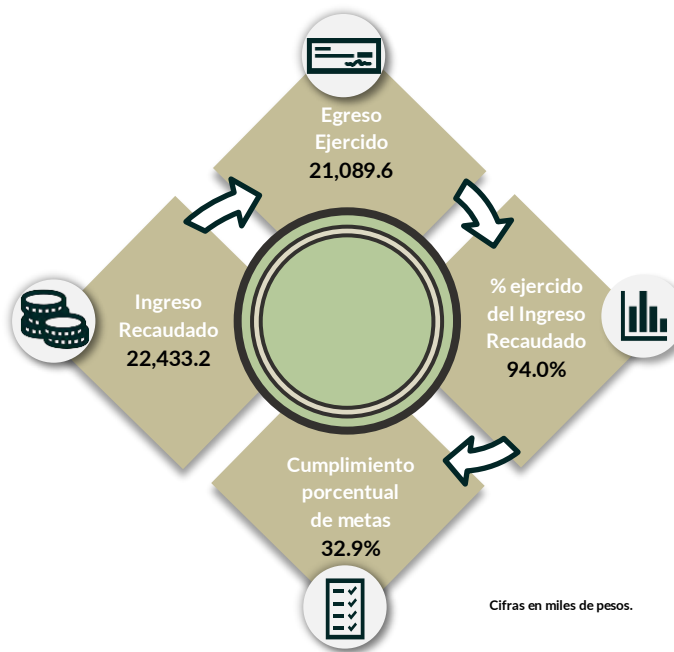 Egreso
Ejercido
21,089.6
Ingreso
Recaudado
22,433.2
% ejercido
del Ingreso
Recaudado
94.0%
Cumplimiento
porcentual
de metas
32.9%
Cifras en miles de pesos.